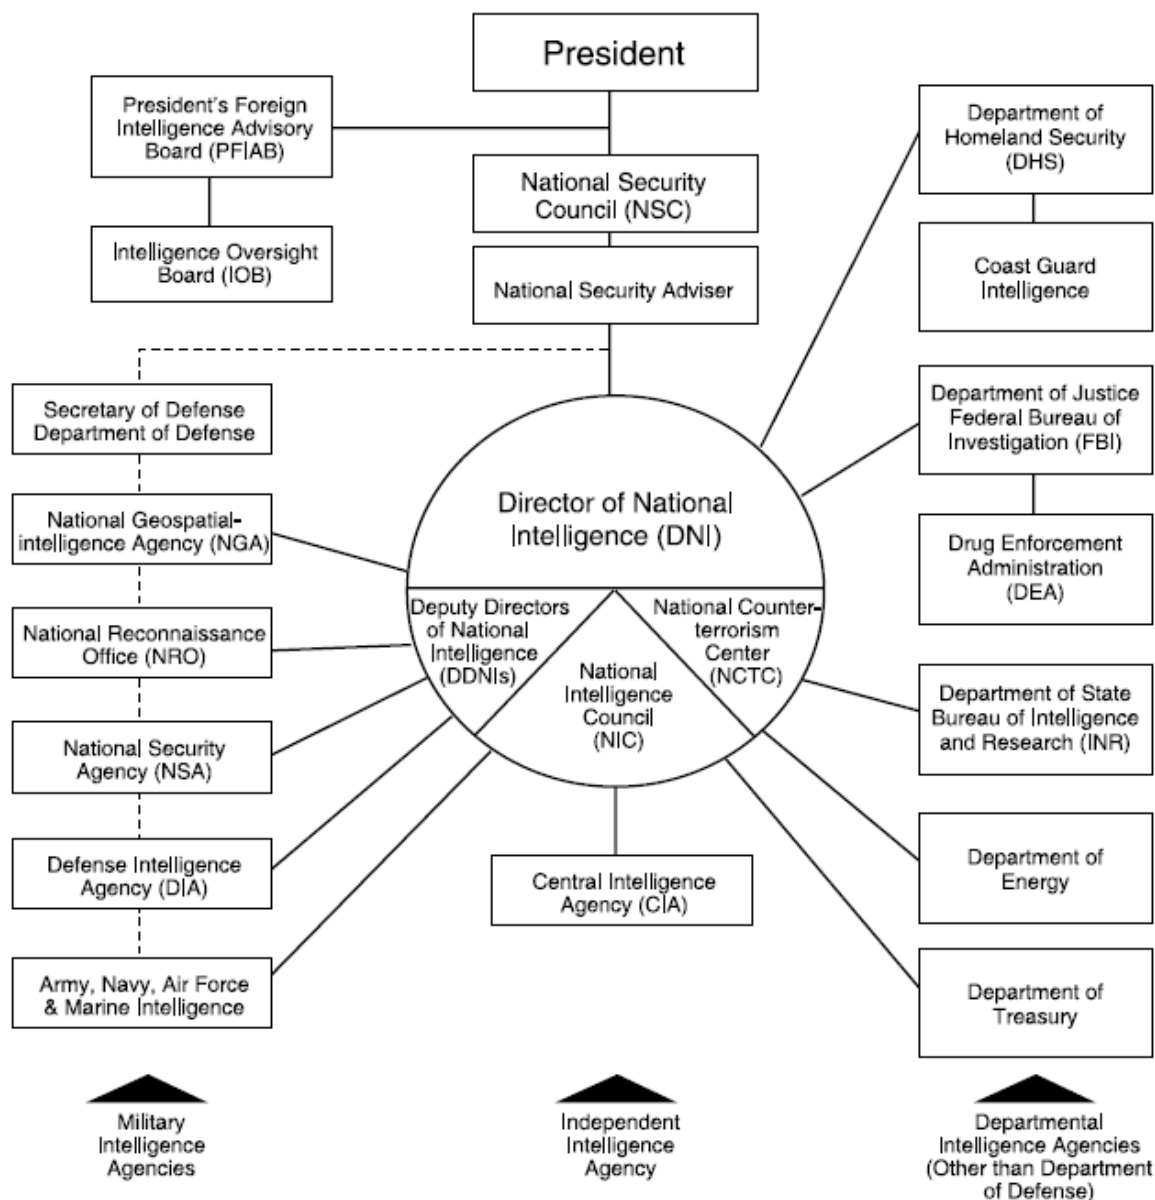 President
President's Foreign
Intelligence Advisory
Board (PFIAB)
Department of
Homeland Security
(DHS)
National Security
Council (NSC)
Intelligence Oversight
Board (IOB)
National Security Adviser
Coast Guard
Intelligence
Secretary of Defense
Department of Defense
Department of Justice
Federal Bureau of
Investigation (FBI)
National Geospatial-
intelligence Agency (NGA)
Director of National
Intelligence (DNI)
Drug Enforcement
Administration
(DEA)
National Reconnaissance
Office (NRO)
Deputy Directors
of National
Intelligence
(DDNIs)
National
Intelligence
Council
(NIC)
National Counter-
terrorism
Center
(NCTC)
Department of State
Bureau of Intelligence
and Research (INR)
National Security
Agency (NSA)
Defense Intelligence
Agency (DIA)
Central Intelligence
Agency (CIA)
Department of
Energy
Army, Navy, Air Force
& Marine Intelligence
Department of
Treasury
Military
Intelligence
Agencies
Independent
Intelligence
Agency
Departmental
Intelligence Agencies
(Other than Department
of Defense)